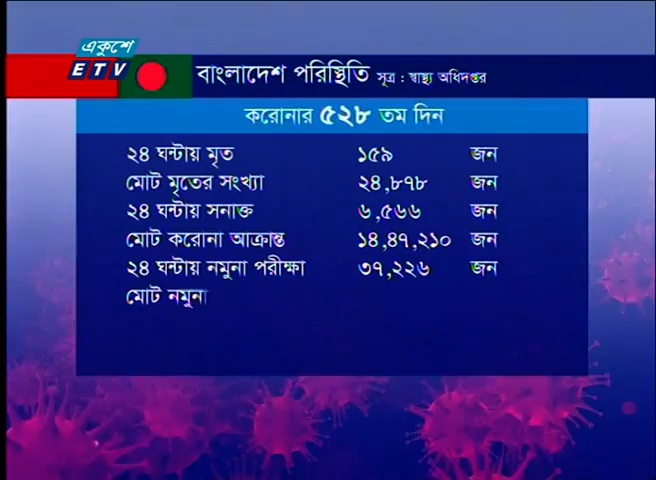 একুশে
ETV
বাংলাদেশ পরিস্থিতি সূত্র : স্বাস্থ্য অধিদপ্তর
করোনার ৫২৮ তম দিন
২৪ ঘন্টায় মৃত ১৫৯ জন
মোট মৃতের সংখ্যা ২৪,৮৭৮ জন
২৪ ঘন্টায় সনাক্ত ৬,৫৬৬ জন
মোট করোনা আক্রান্ত ১৪,৪৭,২১০ জন
২৪ ঘন্টায় নমুনা পরীক্ষা ৩৭,২২৬ জন
মোট নমুনা